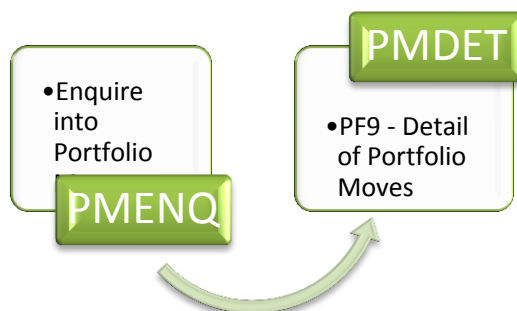 •Enquire
into
Portfolio
PMENQ
PMDET
•PF9 - Detail
of Portfolio
Moves